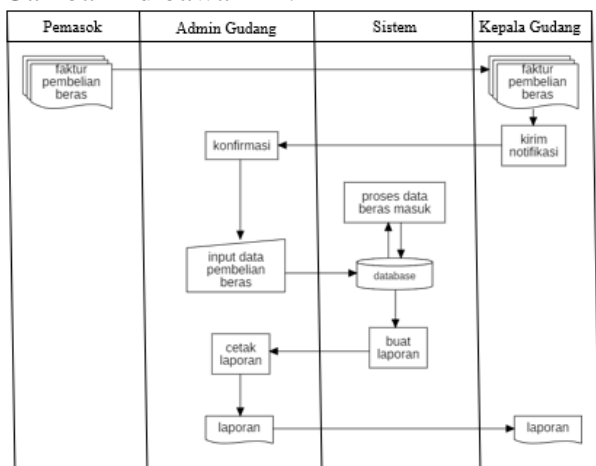 Pemasok
Admin Gudang
Sistem
Kepala Gudang
faktur
pembelian
beras
faktur
pembelian
beras
konfirmasi
kirim
notifikasi
proses data
beras masuk
input data
pembelian
beras
database
cetak
laporan
buat
laporan
laporan
laporan